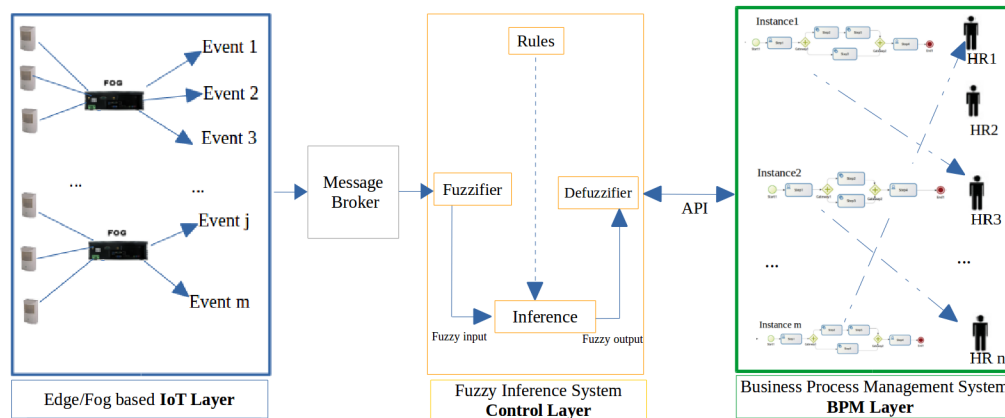 FOG
Event 1
Event 2
Event 3
...
...
FOG
Event j
Event m
Message
Broker
Rules
Fuzzifier
Defuzzifier
Inference
Fuzzy input
Fuzzy output
API
Instance1
HR1
HR2
Instance2
HR3
...
...
Instance m
HR n
Edge/Fog based IoT Layer
Fuzzy Inference System
Control Layer
Business Process Management System
BPM Layer